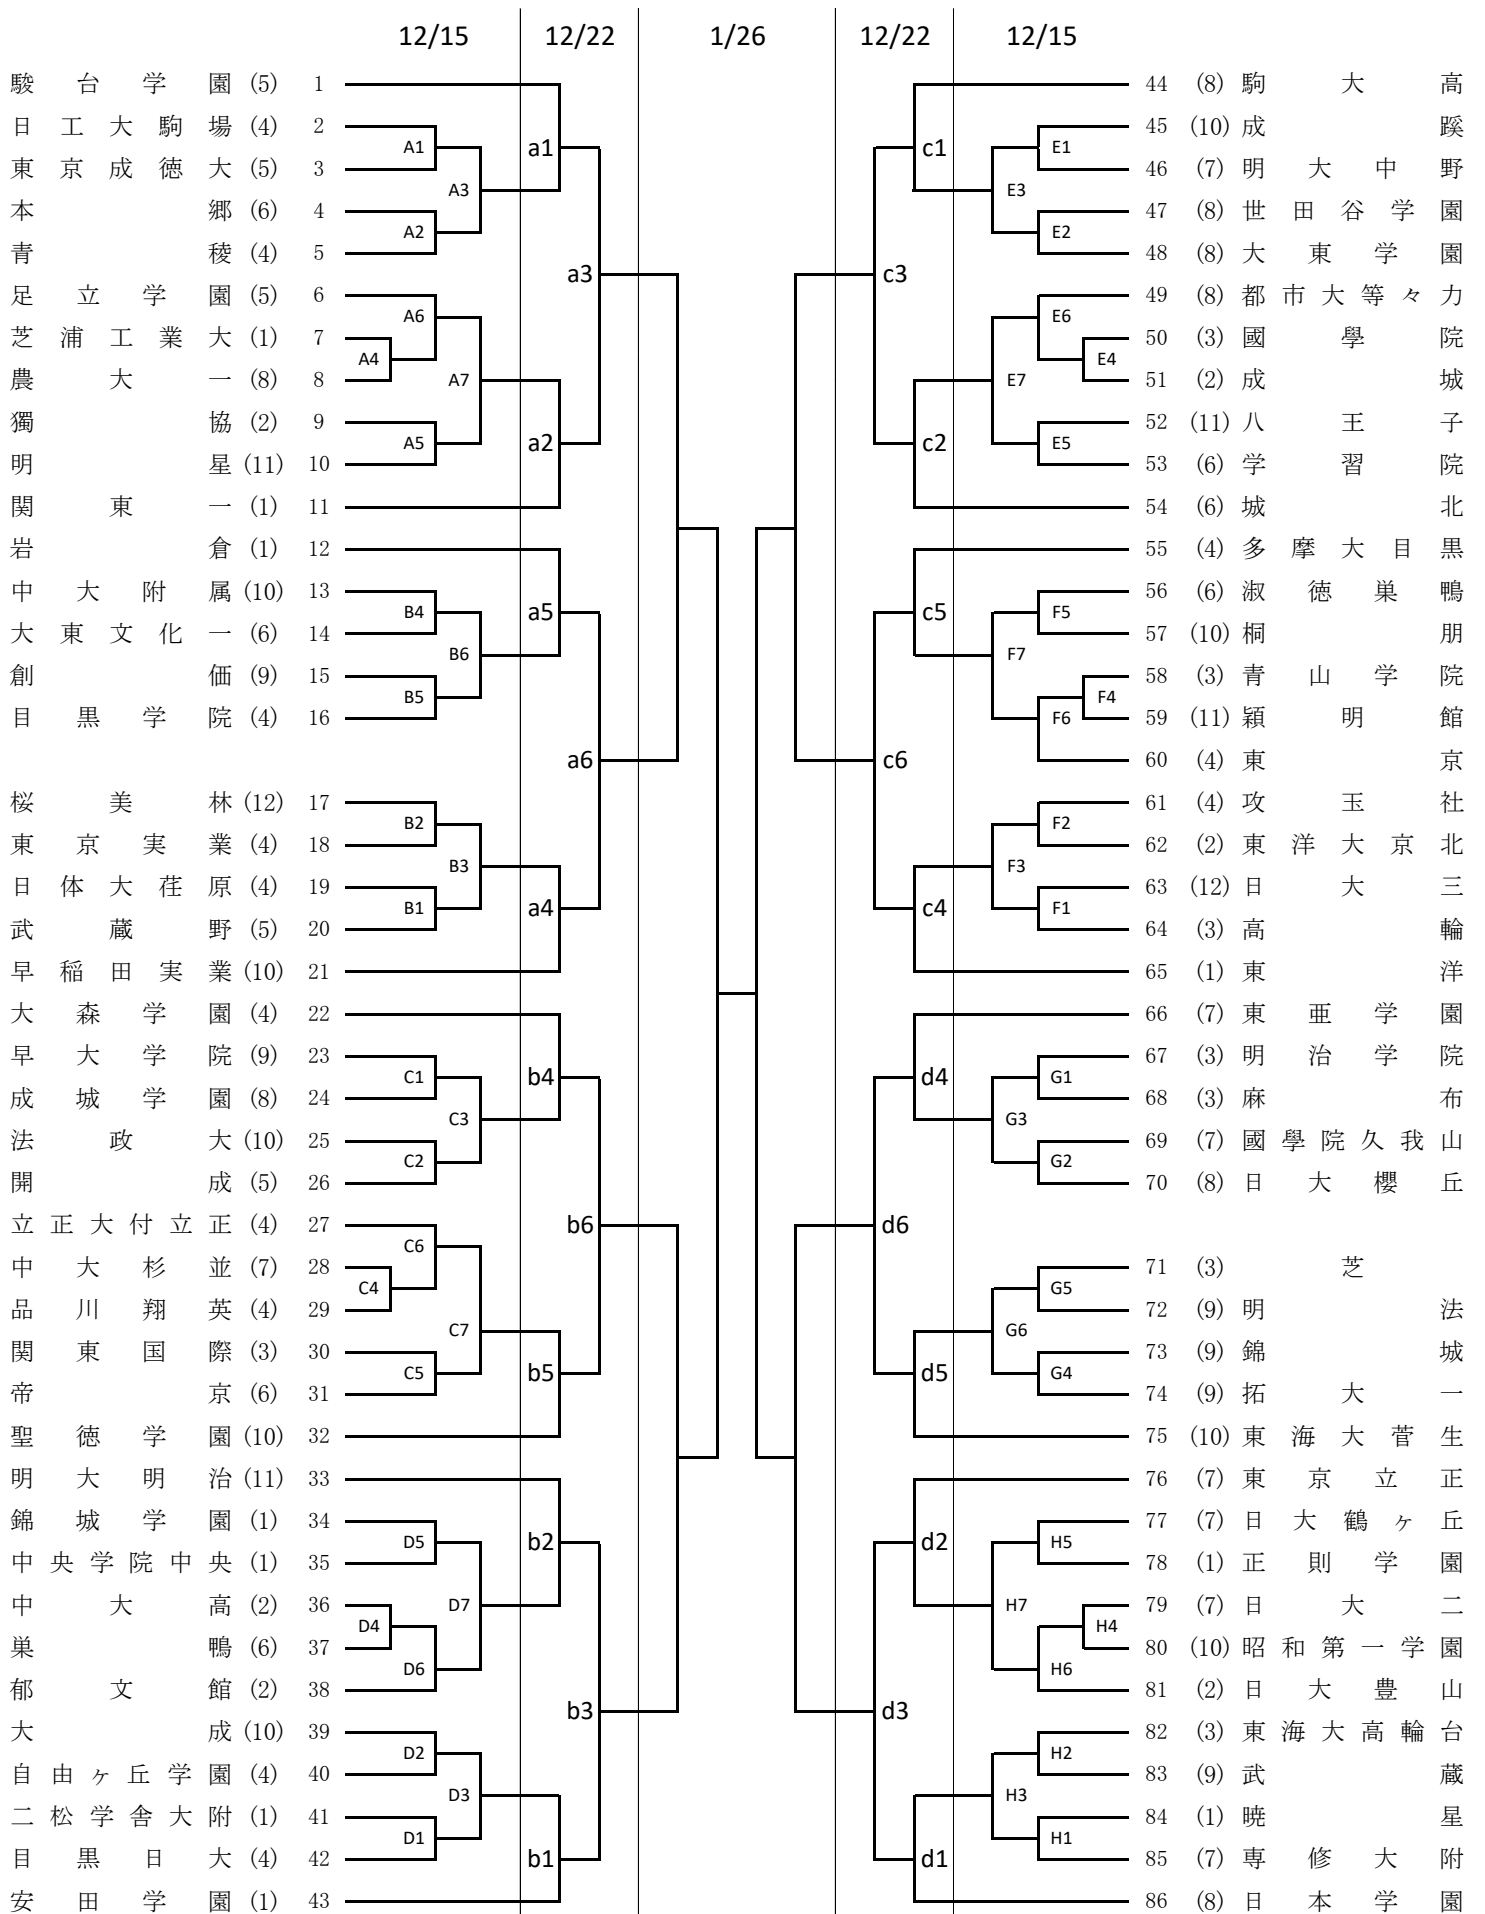 12/15 12/22 1/26 12/22 12/15
駿台学園 (5) 1 44 (8) 駒大高
日工大駒場 (4) 2 45 (10) 成蹊
A1 a1 c1 E1
東京成徳大 (5) 3 46 (7) 明大中野
A3 E3
本郷 (6) 4 47 (8) 世田谷学園
A2 E2
青稜 (4) 5 48 (8) 大東学園
a3 c3
足立学園 (5) 6 49 (8) 都市大等々力
A6 E6
芝浦工業大 (1) 7 50 (3) 國學院
A4 E4
農大一 (8) 8 A7 E7 51 (2) 成城
獨協 (2) 9 52 (11) 八王子
A5 a2 c2 E5
明星 (11) 10 53 (6) 学習院
関東一 (1) 11 54 (6) 城北
岩倉 (1) 12 55 (4) 多摩大目黒
中大附属 (10) 13 56 (6) 淑徳巣鴨
B4 a5 c5 F5
大東文化一 (6) 14 57 (10) 桐朋
B6 F7
創価 (9) 15 58 (3) 青山学院
B5 F4
目黒学院 (4) 16 F6 59 (11) 穎明館
a6 c6 60 (4) 東京
桜美林 (12) 17 61 (4) 攻玉社
B2 F2
東京実業 (4) 18 62 (2) 東洋大京北
B3 F3
日体大荏原 (4) 19 63 (12) 日大三
B1 a4 c4 F1
武蔵野 (5) 20 64 (3) 高輪
早稲田実業 (10) 21 65 (1) 東洋
大森学園 (4) 22 66 (7) 東亜学園
早大学院 (9) 23 67 (3) 明治学院
C1 b4 d4 G1
成城学園 (8) 24 68 (3) 麻布
C3 G3
法政大 (10) 25 69 (7) 國學院久我山
C2 G2
開成 (5) 26 70 (8) 日大櫻丘
立正大付立正 (4) 27 b6 d6
C6
中大杉並 (7) 28 71 (3) 芝
C4 G5
品川翔英 (4) 29 72 (9) 明法
C7 G6
関東国際 (3) 30 73 (9) 錦城
C5 b5 d5 G4
帝京 (6) 31 74 (9) 拓大一
聖徳学園 (10) 32 75 (10) 東海大菅生
明大明治 (11) 33 76 (7) 東京立正
錦城学園 (1) 34 77 (7) 日大鶴ヶ丘
D5 b2 d2 H5
中央学院中央 (1) 35 78 (1) 正則学園
中大高 (2) 36 D7 H7 79 (7) 日大二
D4 H4
巣鴨 (6) 37 80 (10) 昭和第一学園
D6 H6
郁文館 (2) 38 81 (2) 日大豊山
b3 d3
大成 (10) 39 82 (3) 東海大高輪台
D2 H2
自由ヶ丘学園 (4) 40 83 (9) 武蔵
D3 H3
二松学舎大附 (1) 41 84 (1) 暁星
D1 H1
目黒日大 (4) 42 b1 d1 85 (7) 専修大附
安田学園 (1) 43 86 (8) 日本学園